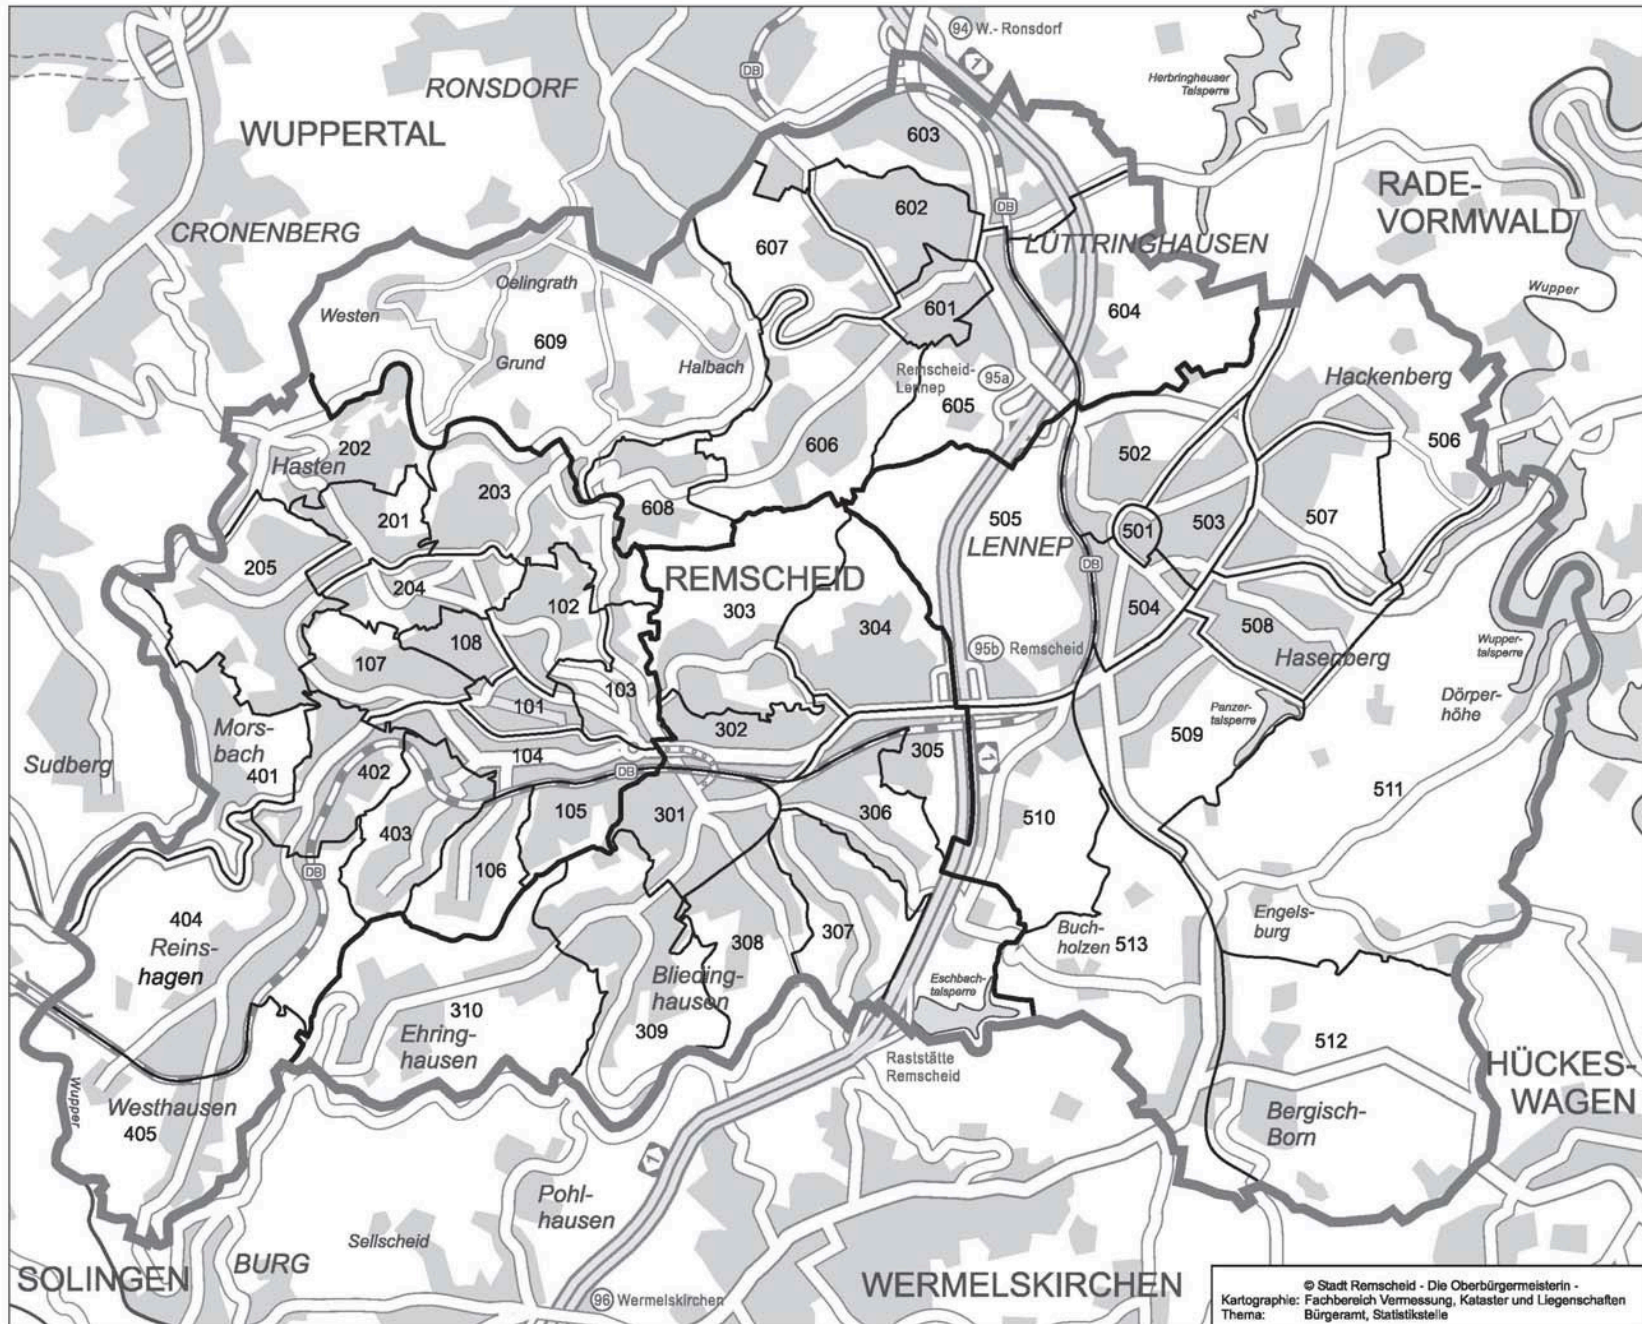 94 W.- Ronsdorf
1
DB
Herbringhauser
Talsperre
RONSDORF
WUPPERTAL
603
RADE-
VORMWALD
602
DB
CRONENBERG
607
LÜTTRINGHAUSEN
Oelingrath
Westen
Wupper
601
604
609
Grund
Halbach
Remscheid-
Lennep
95a
605
Hackenberg
202
Hasten
606
506
502
203
201
608
505
LENNEP
501
503
507
205
204
REMSCHEID
DB
102
303
304
504
508
107
108
95b Remscheid
Hasenberg
Wupper-
talsperre
103
101
Panzer-
talsperre
Dörper-
höhe
Mors-
bach
302
509
401
Sudberg
402
104
DB
305
1
511
403
105
301
306
510
106
DB
404
Reins-
hagen
308
307
Buch-
holzen
513
Engels-
burg
Blieding-
hausen
Eschbach-
talsperre
310
Ehring-
hausen
309
512
Raststätte
Remscheid
HÜCKES-
WAGEN
Wupper
Westhausen
405
Bergisch-
Born
1
Pohl-
hausen
Sellscheid
BURG
SOLINGEN
WERMELSKIRCHEN
96 Wermelskirchen
© Stadt Remscheid - Die Oberbürgermeisterin -
Kartographie: Fachbereich Vermessung, Kataster und Liegenschaften
Thema: Bürgeramt, Statistikstelle